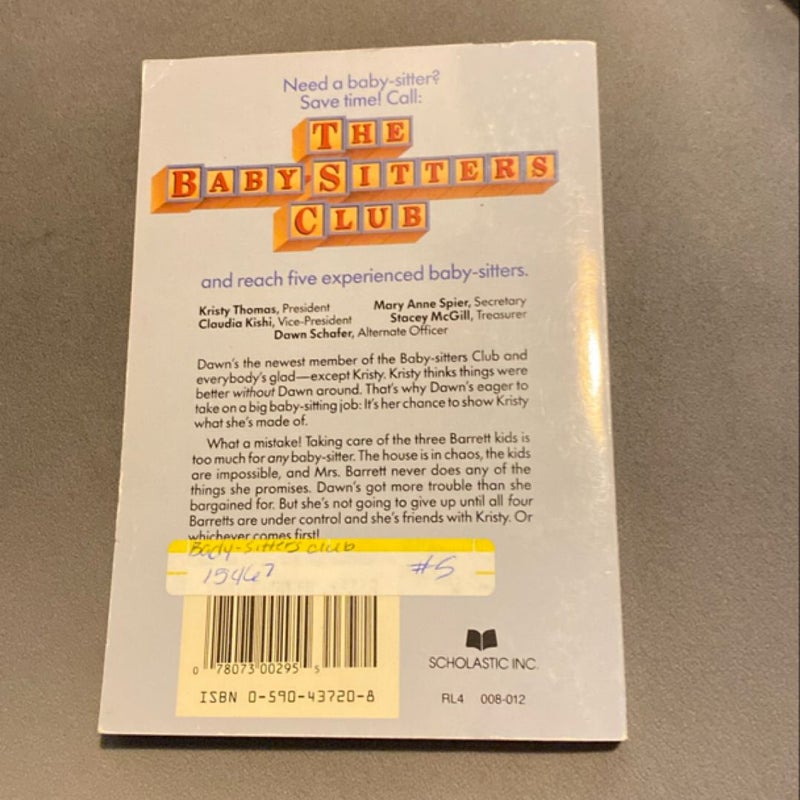 Need a baby-sitter?
Save time! Call:
THE
BABY-SITTERS
CLUB
and reach five experienced baby-sitters.
Kristy Thomas, President Mary Anne Spier, Secretary
Claudia Kishi, Vice-President Stacey McGill, Treasurer
Dawn Schafer, Alternate Officer
Dawn's the newest member of the Baby-sitters Club and
everybody's glad—except Kristy. Kristy thinks things were
better without Dawn around. That's why Dawn's eager to
take on a big baby-sitting job: It's her chance to show Kristy
what she's made of.
What a mistake! Taking care of the three Barrett kids is
too much for any baby-sitter. The house is in chaos, the kids
are impossible, and Mrs. Barrett never does any of the
things she promises. Dawn's got more trouble than she
bargained for. But she's not going to give up until all four
Barretts are under control and she's friends with Kristy. Or
whichever comes first!
Baby-sitters club
15467 #5
0 78073 00295 5
ISBN 0-590-43720-8
SCHOLASTIC INC.
RL4 008-012